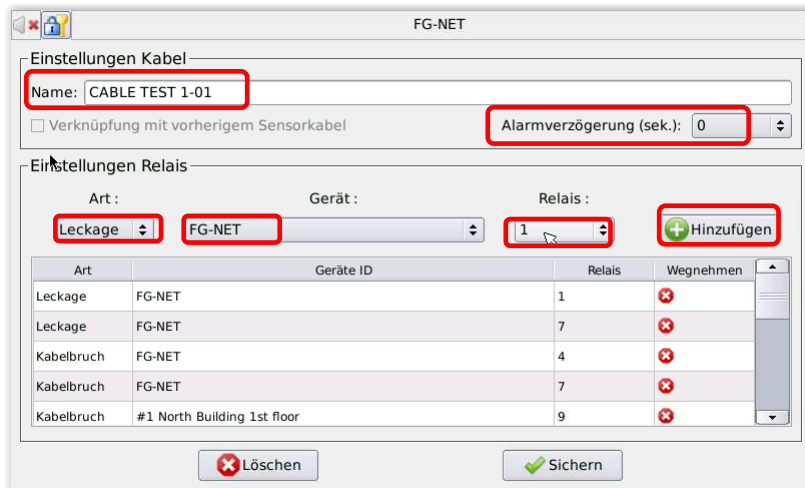 FG-NET
Einstellungen Kabel
Name: CABLE TEST 1-01
Verknüpfung mit vorherigem Sensorkabel Alarmverzögerung (sek.): 0
Einstellungen Relais
Art : Gerät : Relais :
Leckage FG-NET 1 Hinzufügen
Art Geräte ID Relais Wegnehmen
Leckage FG-NET 1
Leckage FG-NET 7
Kabelbruch FG-NET 4
Kabelbruch FG-NET 7
Kabelbruch #1 North Building 1st floor 9
Löschen Sichern